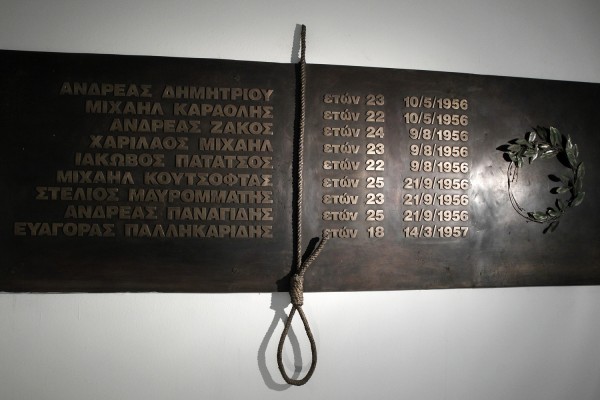 ΑΝΔΡΕΑΣ ΔΗΜΗΤΡΙΟΥ ετών 23 10/5/1956
ΜΙΧΑΗΛ ΚΑΡΑΟΛΗΣ ετών 22 10/5/1956
ΑΝΔΡΕΑΣ ΖΑΚΟΣ ετών 24 9/8/1956
ΧΑΡΙΛΑΟΣ ΜΙΧΑΗΛ ετών 23 9/8/1956
ΙΑΚΩΒΟΣ ΠΑΤΑΤΣΟΣ ετών 22 9/8/1956
ΜΙΧΑΗΛ ΚΟΥΤΣΟΦΤΑΣ ετών 25 21/9/1956
ΣΤΕΛΙΟΣ ΜΑΥΡΟΜΜΑΤΗΣ ετών 23 21/9/1956
ΑΝΔΡΕΑΣ ΠΑΝΑΓΙΔΗΣ ετών 25 21/9/1956
ΕΥΑΓΟΡΑΣ ΠΑΛΛΗΚΑΡΙΔΗΣ ετών 18 14/3/1957